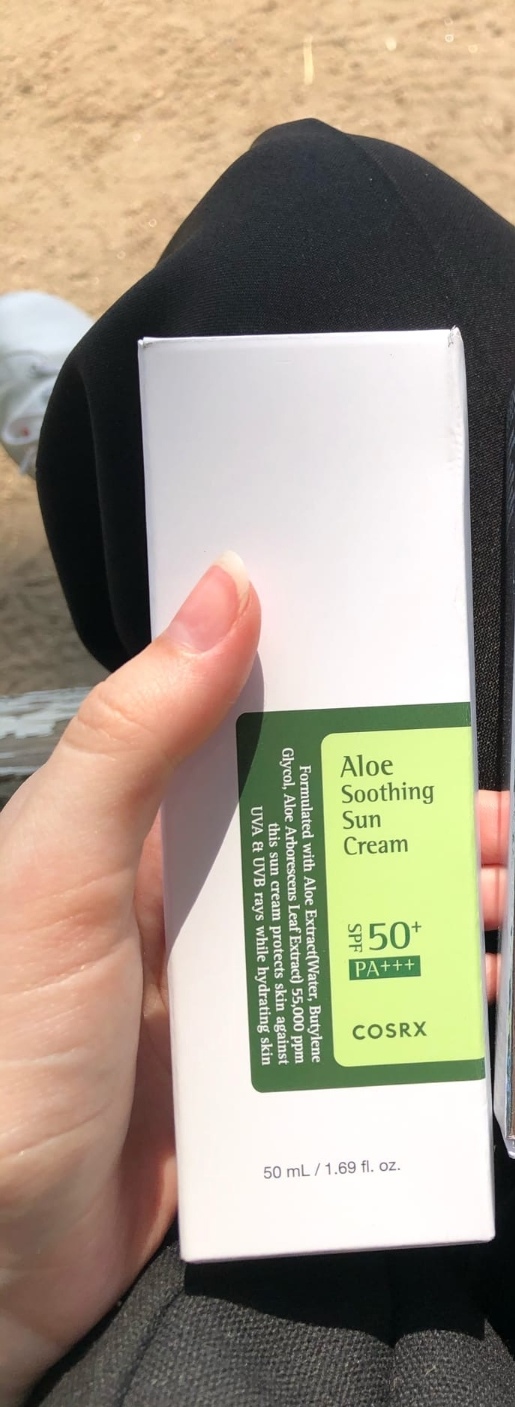 Aloe
Soothing
Sun
Cream
SPF 50+
PA+++
COSRX
Formulated with Aloe Extract(Water, Butylene
Glycol, Aloe Arborescens Leaf Extract) 55,000 ppm
this sun cream protects skin against
UVA & UVB rays while hydrating skin
50 mL / 1.69 fl. oz.